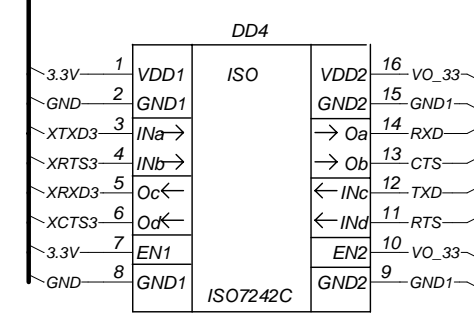 DD4
3.3V 1 VDD1 ISO VDD2 16 VO_33
GND 2 GND1 GND2 15 GND1
XTXD3 3 INa→ → Oa 14 RXD
XRTS3 4 INb→ → Ob 13 CTS
XRXD3 5 Oc← ← INc 12 TXD
XCTS3 6 Od← ← INd 11 RTS
3.3V 7 EN1 EN2 10 VO_33
GND 8 GND1 GND2 9 GND1
ISO7242C